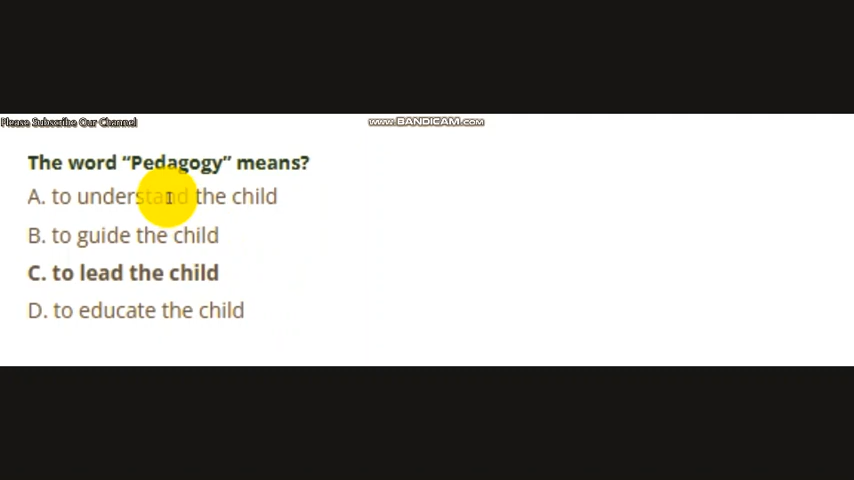 Please Subscribe Our Channel
www.BANDICAM.com
The word “Pedagogy” means?
A. to understand the child
B. to guide the child
C. to lead the child
D. to educate the child